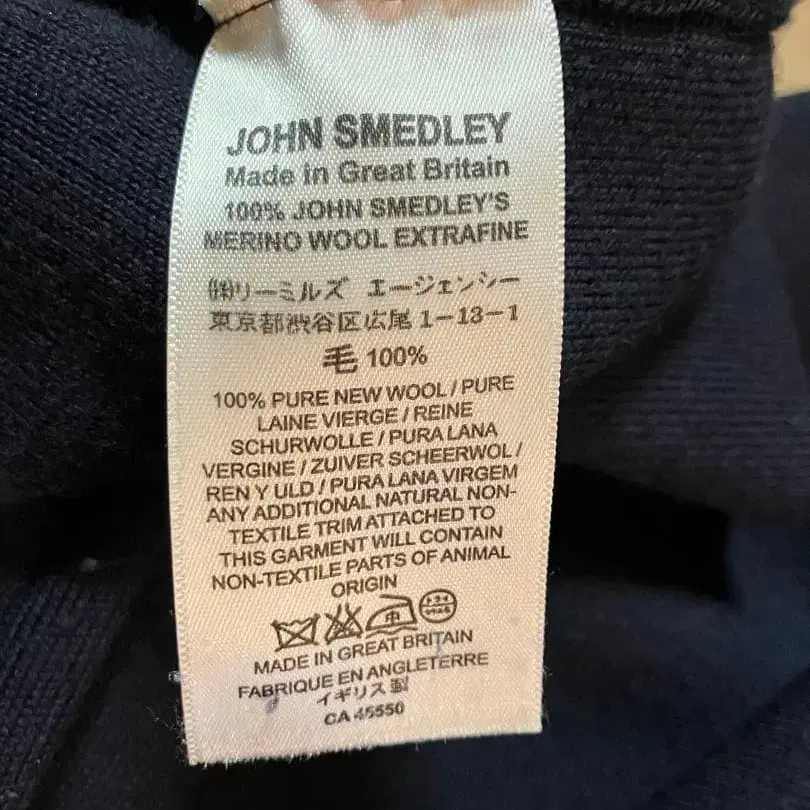 JOHN SMEDLEY
Made in Great Britain
100% JOHN SMEDLEY'S
MERINO WOOL EXTRAFINE
㈱リーミルズ エージェンシー
東京都渋谷区広尾1-13-1
毛 100%
100% PURE NEW WOOL / PURE
LAINE VIERGE / REINE
SCHURWOLLE / PURA LANA
VERGINE / ZUIVER SCHEERWOL /
REN Y ULD / PURA LANA VIRGEM
ANY ADDITIONAL NATURAL NON-
TEXTILE TRIM ATTACHED TO
THIS GARMENT WILL CONTAIN
NON-TEXTILE PARTS OF ANIMAL
ORIGIN
中 ドライ
MADE IN GREAT BRITAIN
FABRIQUE EN ANGLETERRE
イギリス製
CA 45550